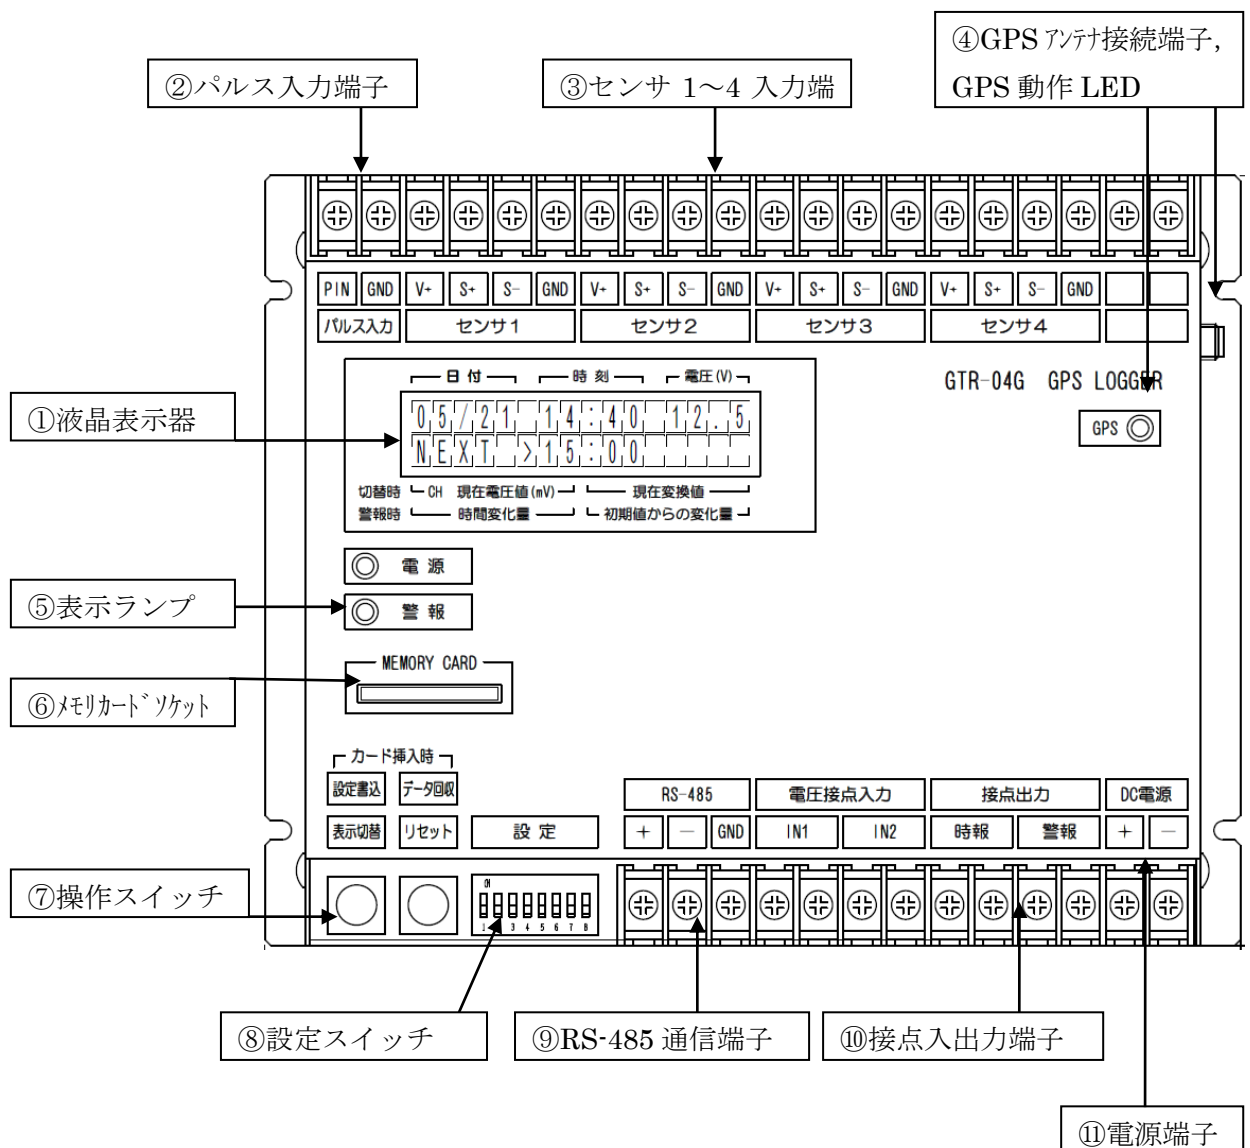 ④GPS ｱﾝﾃﾅ接続端子,
GPS 動作 LED
②パルス入力端子
③センサ 1～4 入力端
PIN GND V+ S+ S- GND V+ S+ S- GND V+ S+ S- GND V+ S+ S- GND
パルス入力 センサ1 センサ2 センサ3 センサ4
日付 時刻 電圧(V)
GTR-04G GPS LOGGER
05/21 14:40 12.5
①液晶表示器
GPS
NEXT >15:00
切替時 CH 現在電圧値(mV) 現在変換値
警報時 時間変化量 初期値からの変化量
電源
⑤表示ランプ
警報
MEMORY CARD
⑥ﾒﾓﾘｶｰﾄﾞｿｹｯﾄ
カード挿入時
設定書込 データ回収 RS-485 電圧接点入力 接点出力 DC電源
表示切替 リセット 設定 + － GND IN1 IN2 時報 警報 + －
⑦操作スイッチ
1 3 4 5 6 7 8
⑧設定スイッチ
⑨RS-485 通信端子
⑩接点入出力端子
⑪電源端子